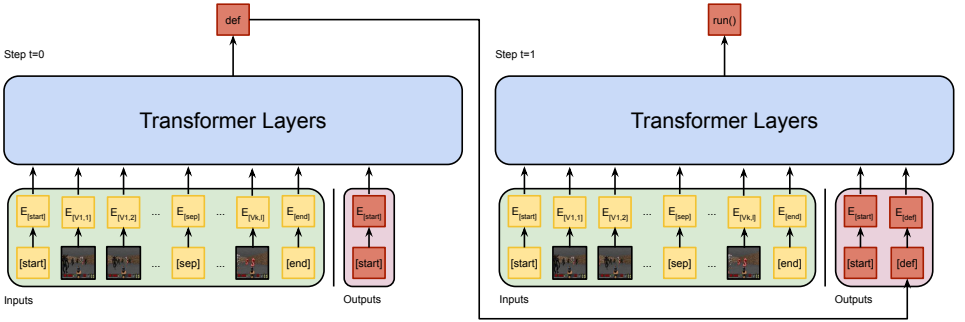 def
run()
Step t=0
Step t=1
Transformer Layers
Transformer Layers
E[start] E[V1,1] E[V1,2] ... E[sep] ... E[Vk,l] E[end] E[start]
E[start] E[V1,1] E[V1,2] ... E[sep] ... E[Vk,l] E[end] E[start] E[def]
[start] ... [sep] ... [end] [start]
[start] ... [sep] ... [end] [start] [def]
Inputs
Outputs
Inputs
Outputs